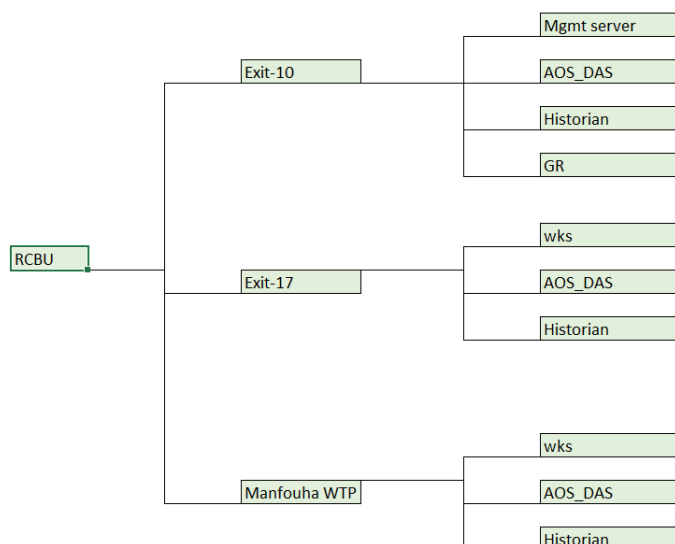 Mgmt server
Exit-10
AOS_DAS
Historian
GR
RCBU
wks
Exit-17
AOS_DAS
Historian
wks
Manfouha WTP
AOS_DAS
Historian